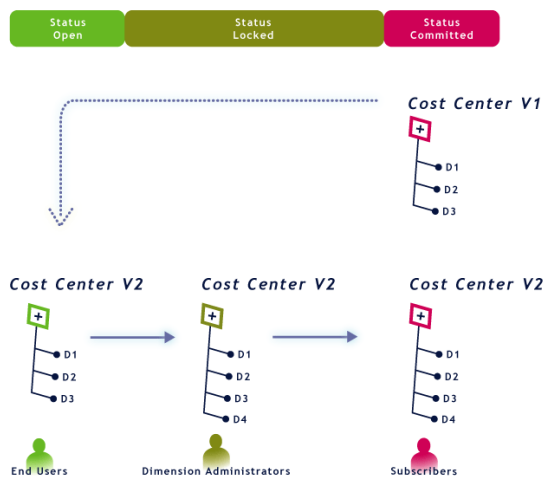 Status
Open
Status
Locked
Status
Committed
Cost Center V1
+
D1
D2
D3
Cost Center V2
Cost Center V2
Cost Center V2
+
+
+
D1
D2
D3
D1
D2
D3
D4
D1
D2
D3
D4
End Users
Dimension Administrators
Subscribers